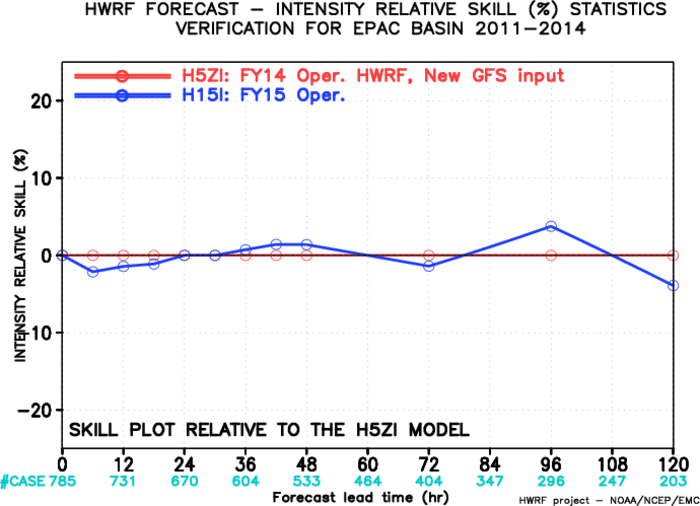 HWRF FORECAST – INTENSITY RELATIVE SKILL (%) STATISTICS
VERIFICATION FOR EPAC BASIN 2011–2014
H5ZI: FY14 Oper. HWRF, New GFS input
H15I: FY15 Oper.
INTENSITY RELATIVE SKILL (%)
20
10
0
–10
–20
SKILL PLOT RELATIVE TO THE H5ZI MODEL
0 12 24 36 48 60 72 84 96 108 120
#CASE 785 731 670 604 533 464 404 347 296 247 203
Forecast lead time (hr)
HWRF project – NOAA/NCEP/EMC